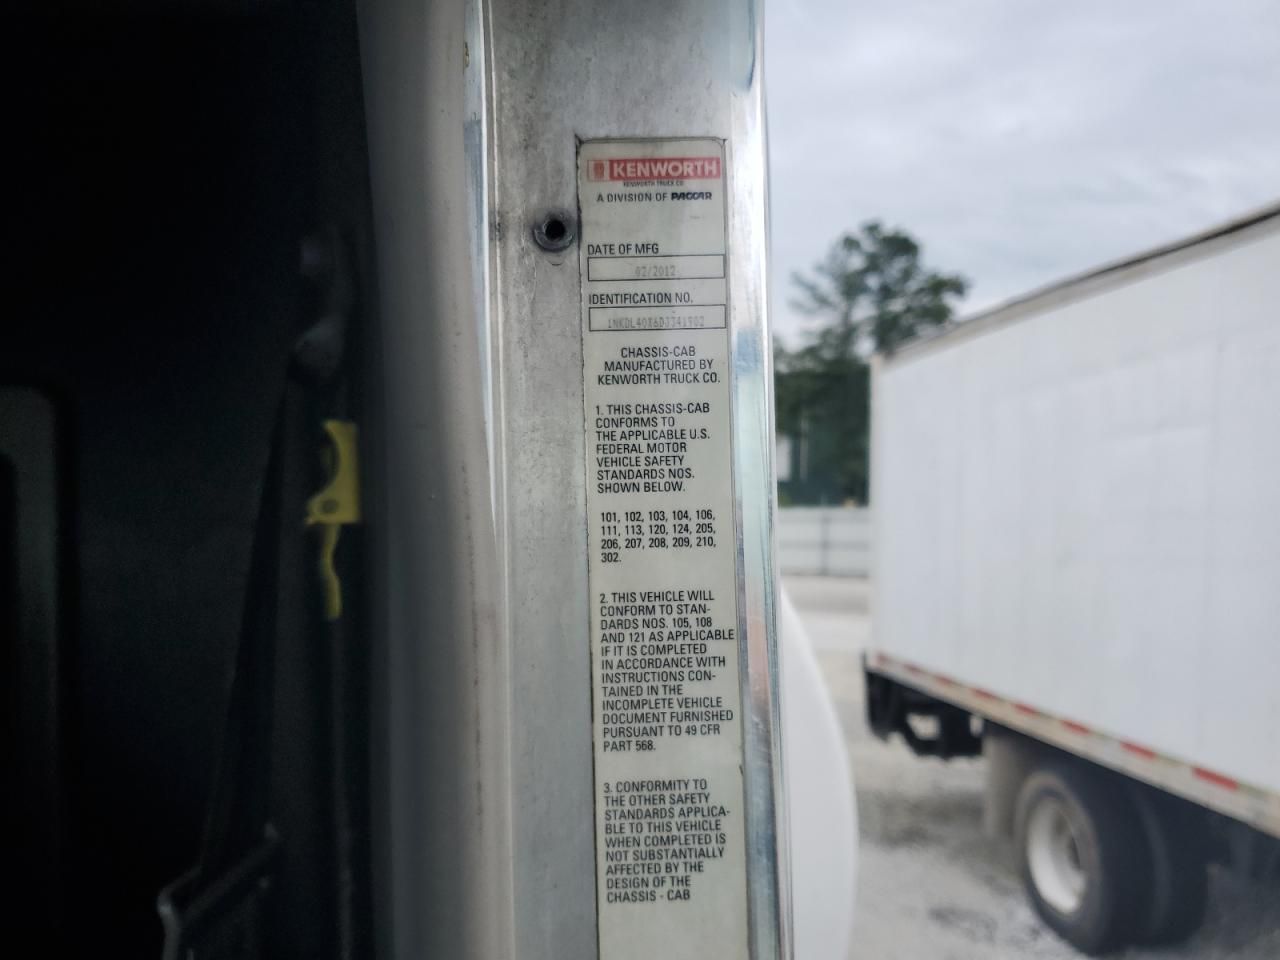 KENWORTH
KENWORTH TRUCK CO.
A DIVISION OF PACCAR
DATE OF MFG
02/2012
IDENTIFICATION NO.
1NKDL40X6DJ341902
CHASSIS-CAB
MANUFACTURED BY
KENWORTH TRUCK CO.
1. THIS CHASSIS-CAB
CONFORMS TO
THE APPLICABLE U.S.
FEDERAL MOTOR
VEHICLE SAFETY
STANDARDS NOS.
SHOWN BELOW.
101, 102, 103, 104, 106,
111, 113, 120, 124, 205,
206, 207, 208, 209, 210,
302.
2. THIS VEHICLE WILL
CONFORM TO STAN-
DARDS NOS. 105, 108
AND 121 AS APPLICABLE
IF IT IS COMPLETED
IN ACCORDANCE WITH
INSTRUCTIONS CON-
TAINED IN THE
INCOMPLETE VEHICLE
DOCUMENT FURNISHED
PURSUANT TO 49 CFR
PART 568.
3. CONFORMITY TO
THE OTHER SAFETY
STANDARDS APPLICA-
BLE TO THIS VEHICLE
WHEN COMPLETED IS
NOT SUBSTANTIALLY
AFFECTED BY THE
DESIGN OF THE
CHASSIS - CAB